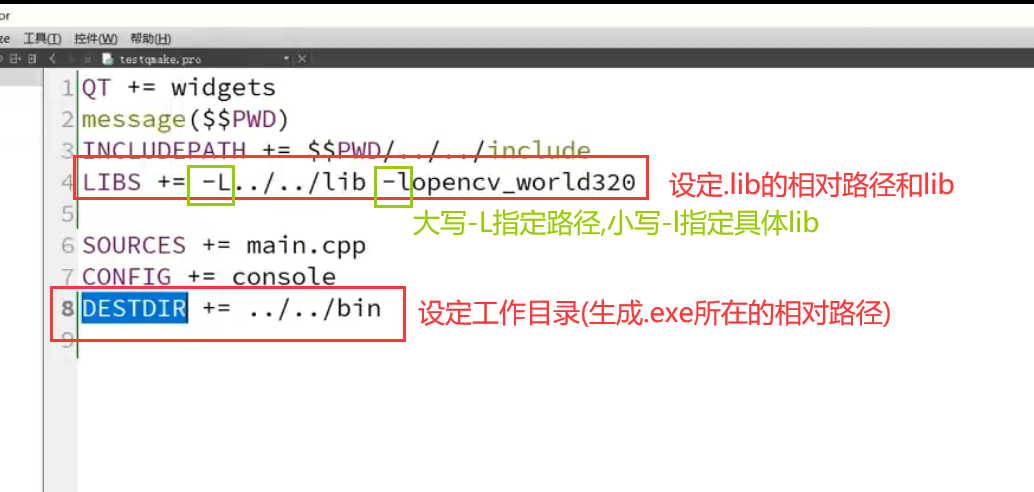 or
ze 工具(T) 控件(W) 帮助(H)
testqmake.pro
1 QT += widgets
2 message($$PWD)
3 INCLUDEPATH += $$PWD/../../include
4 LIBS += -L../../lib -lopencv_world320 设定.lib的相对路径和lib
5 大写-L指定路径,小写-l指定具体lib
6 SOURCES += main.cpp
7 CONFIG += console
8 DESTDIR += ../../bin 设定工作目录(生成.exe所在的相对路径)
9